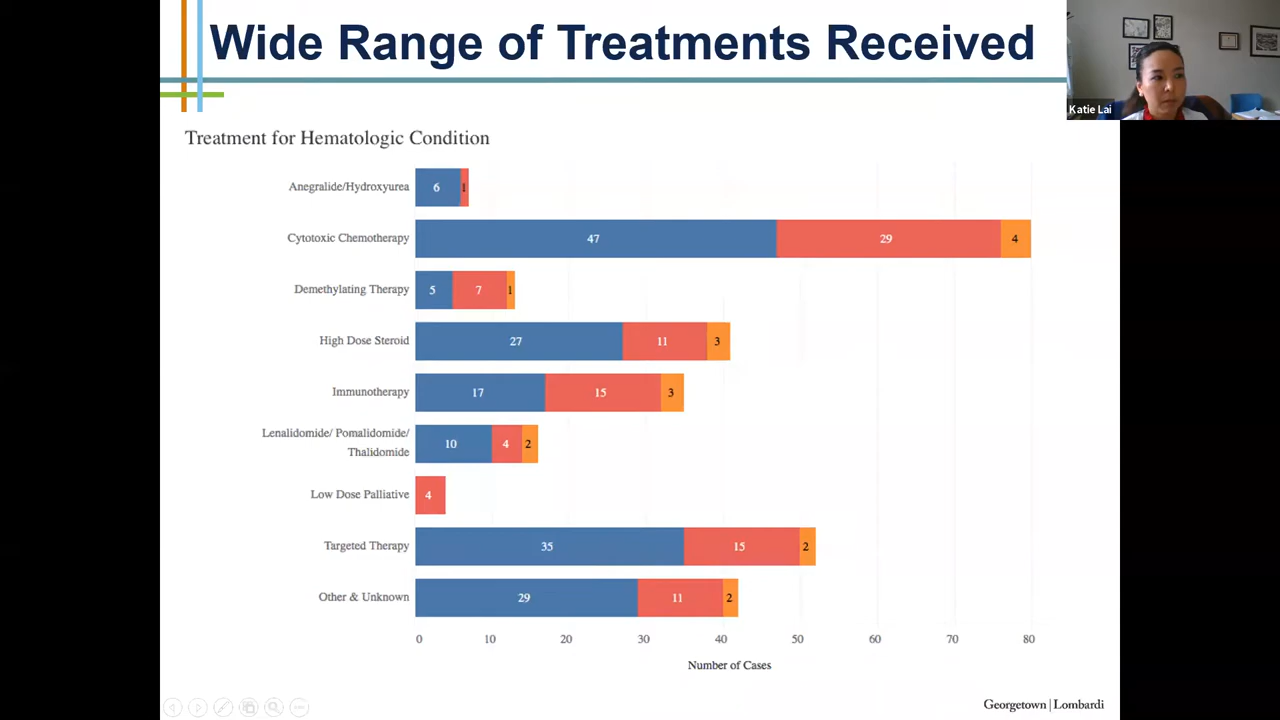 Wide Range of Treatments Received
Katie Lai
Treatment for Hematologic Condition
Anegralide/Hydroxyurea
6
1
Cytotoxic Chemotherapy
47
29
4
Demethylating Therapy
5
7
1
High Dose Steroid
27
11
3
Immunotherapy
17
15
3
Lenalidomide/ Pomalidomide/
Thalidomide
10
4
2
Low Dose Palliative
4
Targeted Therapy
35
15
2
Other & Unknown
29
11
2
0 10 20 30 40 50 60 70 80
Number of Cases
Georgetown | Lombardi